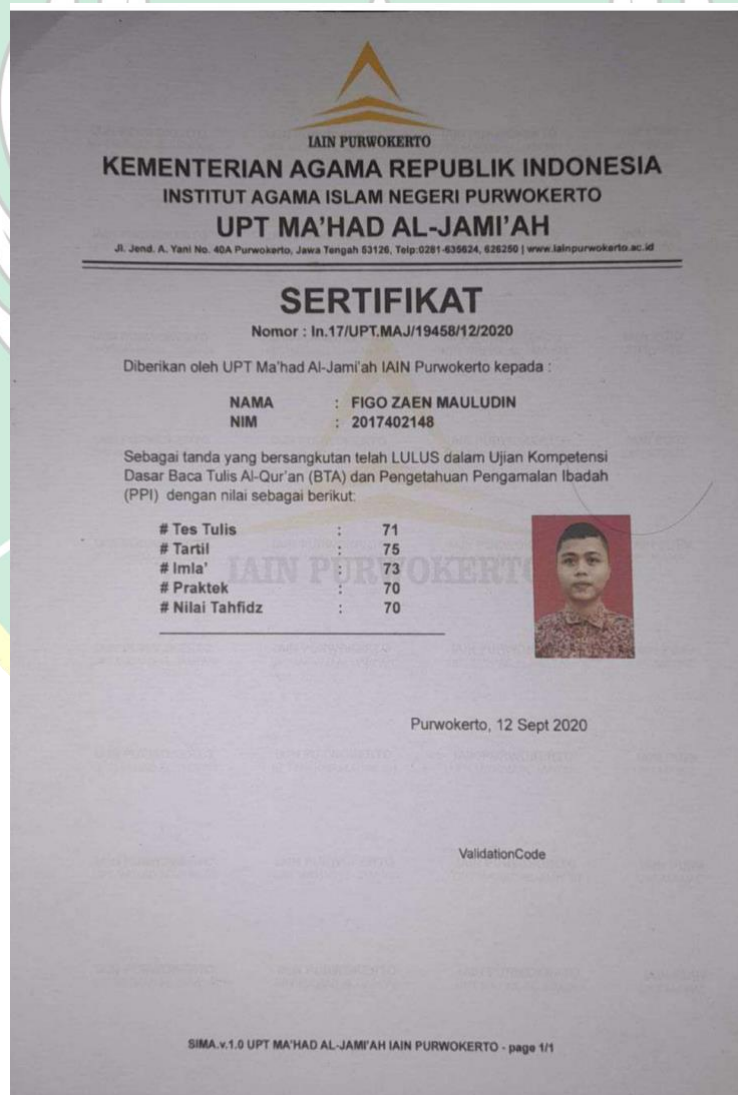 IAIN PURWOKERTO
KEMENTERIAN AGAMA REPUBLIK INDONESIA
INSTITUT AGAMA ISLAM NEGERI PURWOKERTO
UPT MA'HAD AL-JAMI'AH
Jl. Jend. A. Yani No. 40A Purwokerto, Jawa Tengah 53126, Telp:0281-635624, 628250 | www.iainpurwokerto.ac.id
SERTIFIKAT
Nomor : In.17/UPT.MAJ/19458/12/2020
Diberikan oleh UPT Ma'had Al-Jami'ah IAIN Purwokerto kepada :
NAMA : FIGO ZAEN MAULUDIN
NIM : 2017402148
Sebagai tanda yang bersangkutan telah LULUS dalam Ujian Kompetensi
Dasar Baca Tulis Al-Qur'an (BTA) dan Pengetahuan Pengamalan Ibadah
(PPI) dengan nilai sebagai berikut:
# Tes Tulis : 71
# Tartil : 75
# Imla' : 73
# Praktek : 70
# Nilai Tahfidz : 70
IAIN PURWOKERTO
Purwokerto, 12 Sept 2020
ValidationCode
SIMA.v.1.0 UPT MA'HAD AL-JAMI'AH IAIN PURWOKERTO - page 1/1